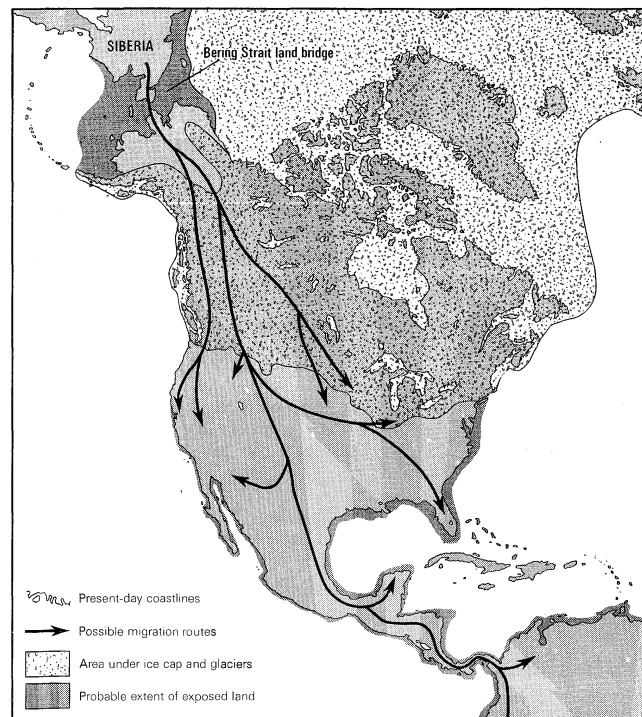 SIBERIA
Bering Strait land bridge
Present-day coastlines
Possible migration routes
Area under ice cap and glaciers
Probable extent of exposed land